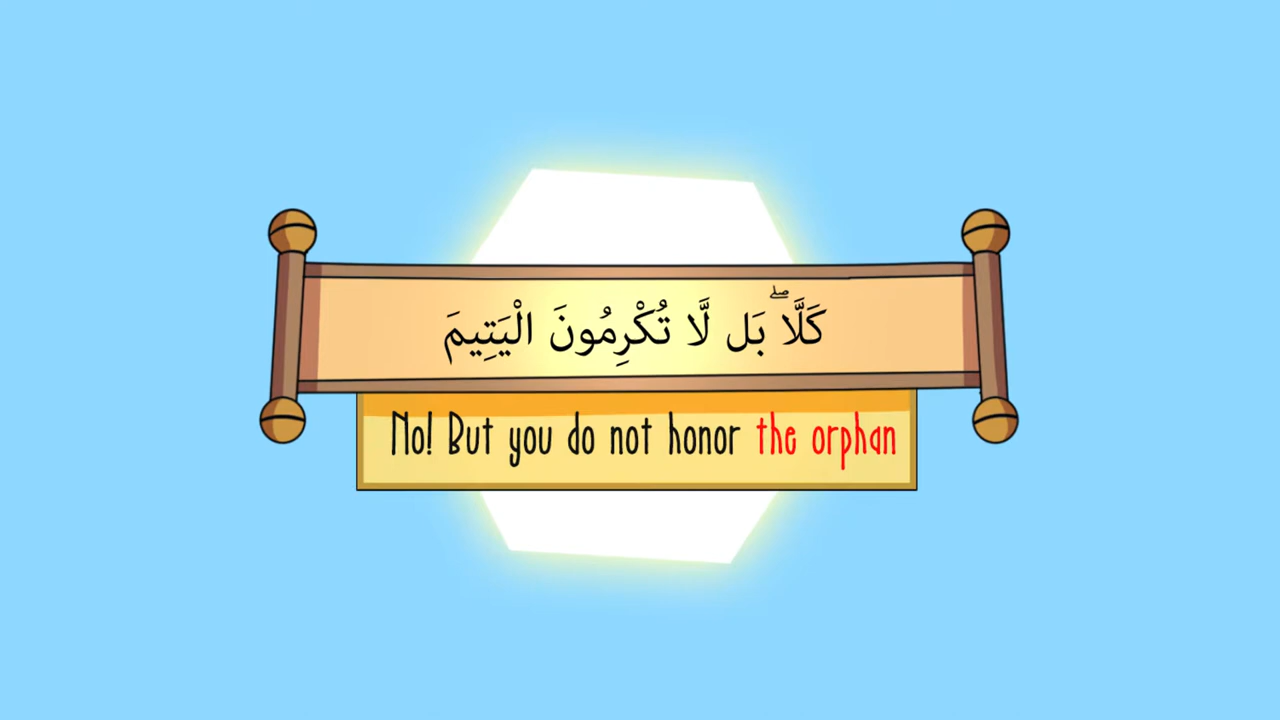 كَلَّا ۖ بَل لَّا تُكْرِمُونَ الْيَتِيمَ
No! But you do not honor the orphan